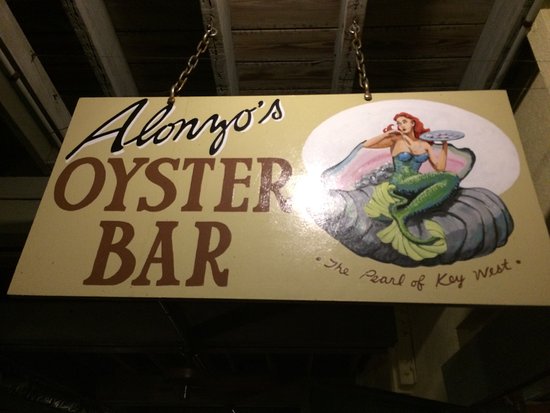 Alonzo's
OYSTER
BAR
• The Pearl of Key West •